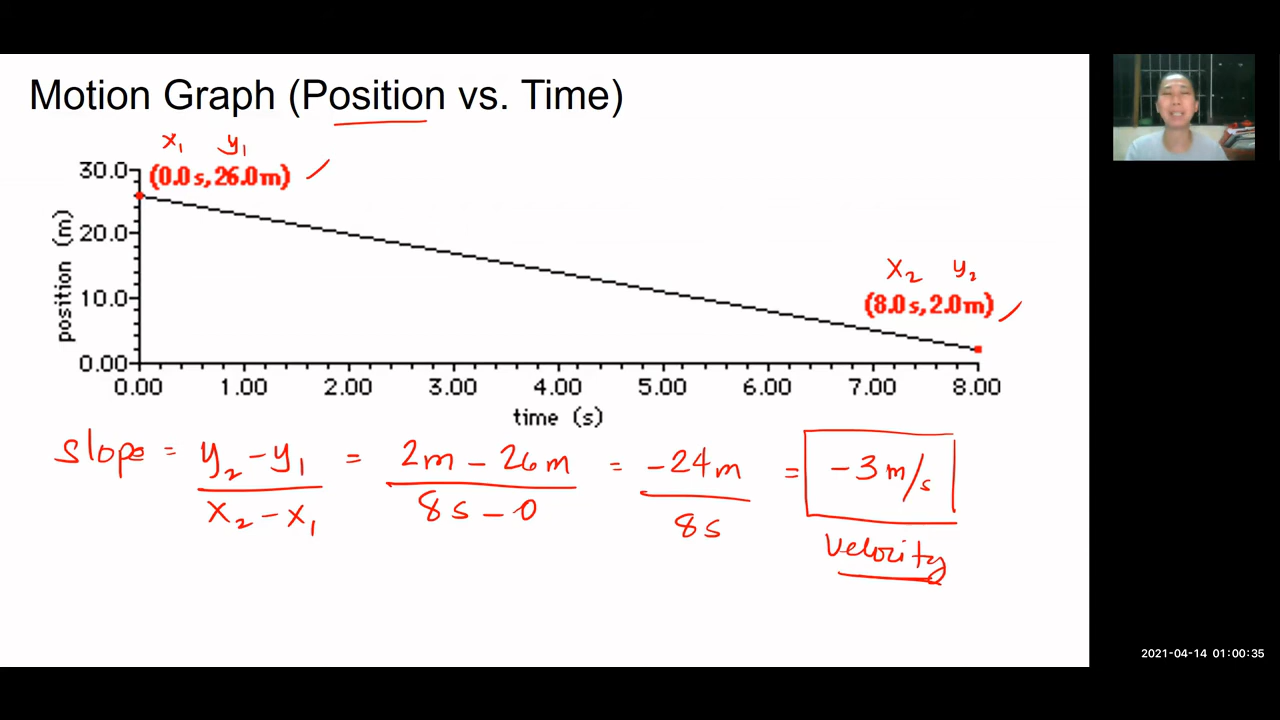 Motion Graph (Position vs. Time)
x₁ y₁
(0.0 s, 26.0 m)
30.0
20.0
10.0
0.00
position (m)
x₂ y₂
(8.0 s, 2.0 m)
0.00 1.00 2.00 3.00 4.00 5.00 6.00 7.00 8.00
time (s)
slope = y₂ - y₁ / x₂ - x₁ = 2m - 26m / 8s - 0 = -24m / 8s = -3 m/s
velocity
2021-04-14 01:00:35